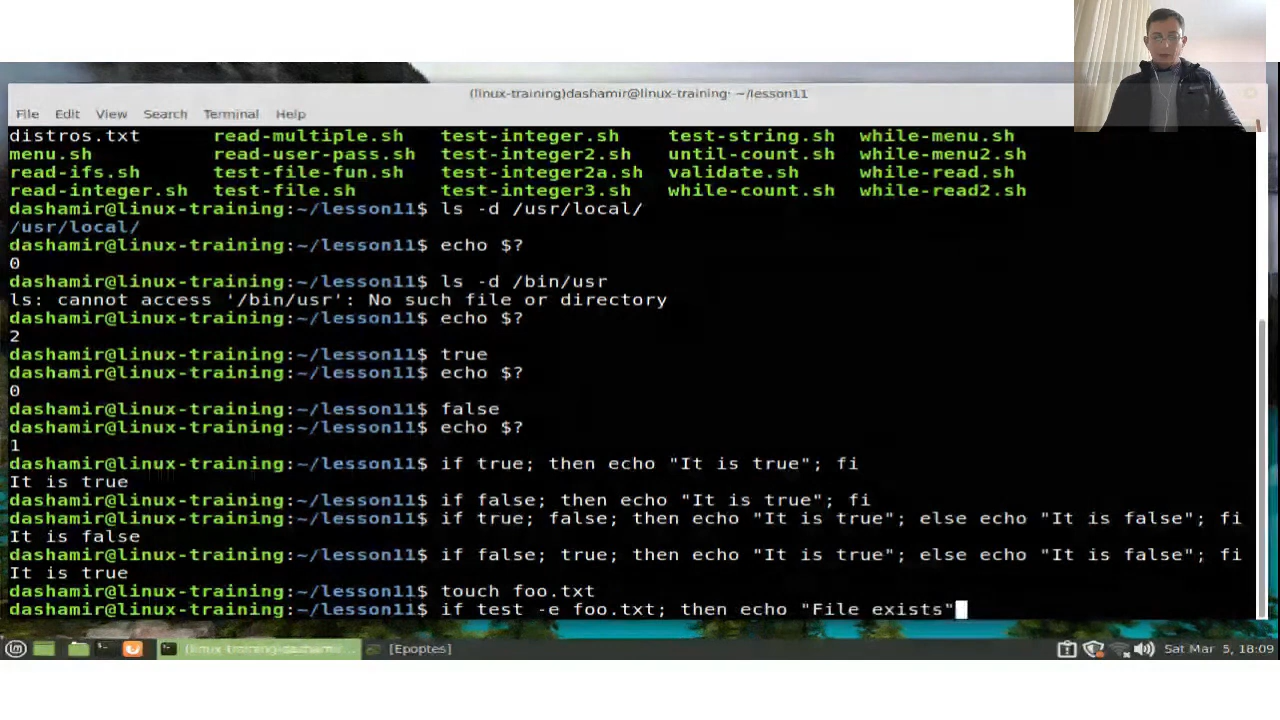 (linux-training)dashamir@linux-training: ~/lesson11
File Edit View Search Terminal Help
distros.txt read-multiple.sh test-integer.sh test-string.sh while-menu.sh
menu.sh read-user-pass.sh test-integer2.sh until-count.sh while-menu2.sh
read-ifs.sh test-file-fun.sh test-integer2a.sh validate.sh while-read.sh
read-integer.sh test-file.sh test-integer3.sh while-count.sh while-read2.sh
dashamir@linux-training:~/lesson11$ ls -d /usr/local/
/usr/local/
dashamir@linux-training:~/lesson11$ echo $?
0
dashamir@linux-training:~/lesson11$ ls -d /bin/usr
ls: cannot access '/bin/usr': No such file or directory
dashamir@linux-training:~/lesson11$ echo $?
2
dashamir@linux-training:~/lesson11$ true
dashamir@linux-training:~/lesson11$ echo $?
0
dashamir@linux-training:~/lesson11$ false
dashamir@linux-training:~/lesson11$ echo $?
1
dashamir@linux-training:~/lesson11$ if true; then echo "It is true"; fi
It is true
dashamir@linux-training:~/lesson11$ if false; then echo "It is true"; fi
dashamir@linux-training:~/lesson11$ if true; false; then echo "It is true"; else echo "It is false"; fi
It is false
dashamir@linux-training:~/lesson11$ if false; true; then echo "It is true"; else echo "It is false"; fi
It is true
dashamir@linux-training:~/lesson11$ touch foo.txt
dashamir@linux-training:~/lesson11$ if test -e foo.txt; then echo "File exists"
(linux-training)dashamir... [Epoptes] Sat Mar 5, 18:09